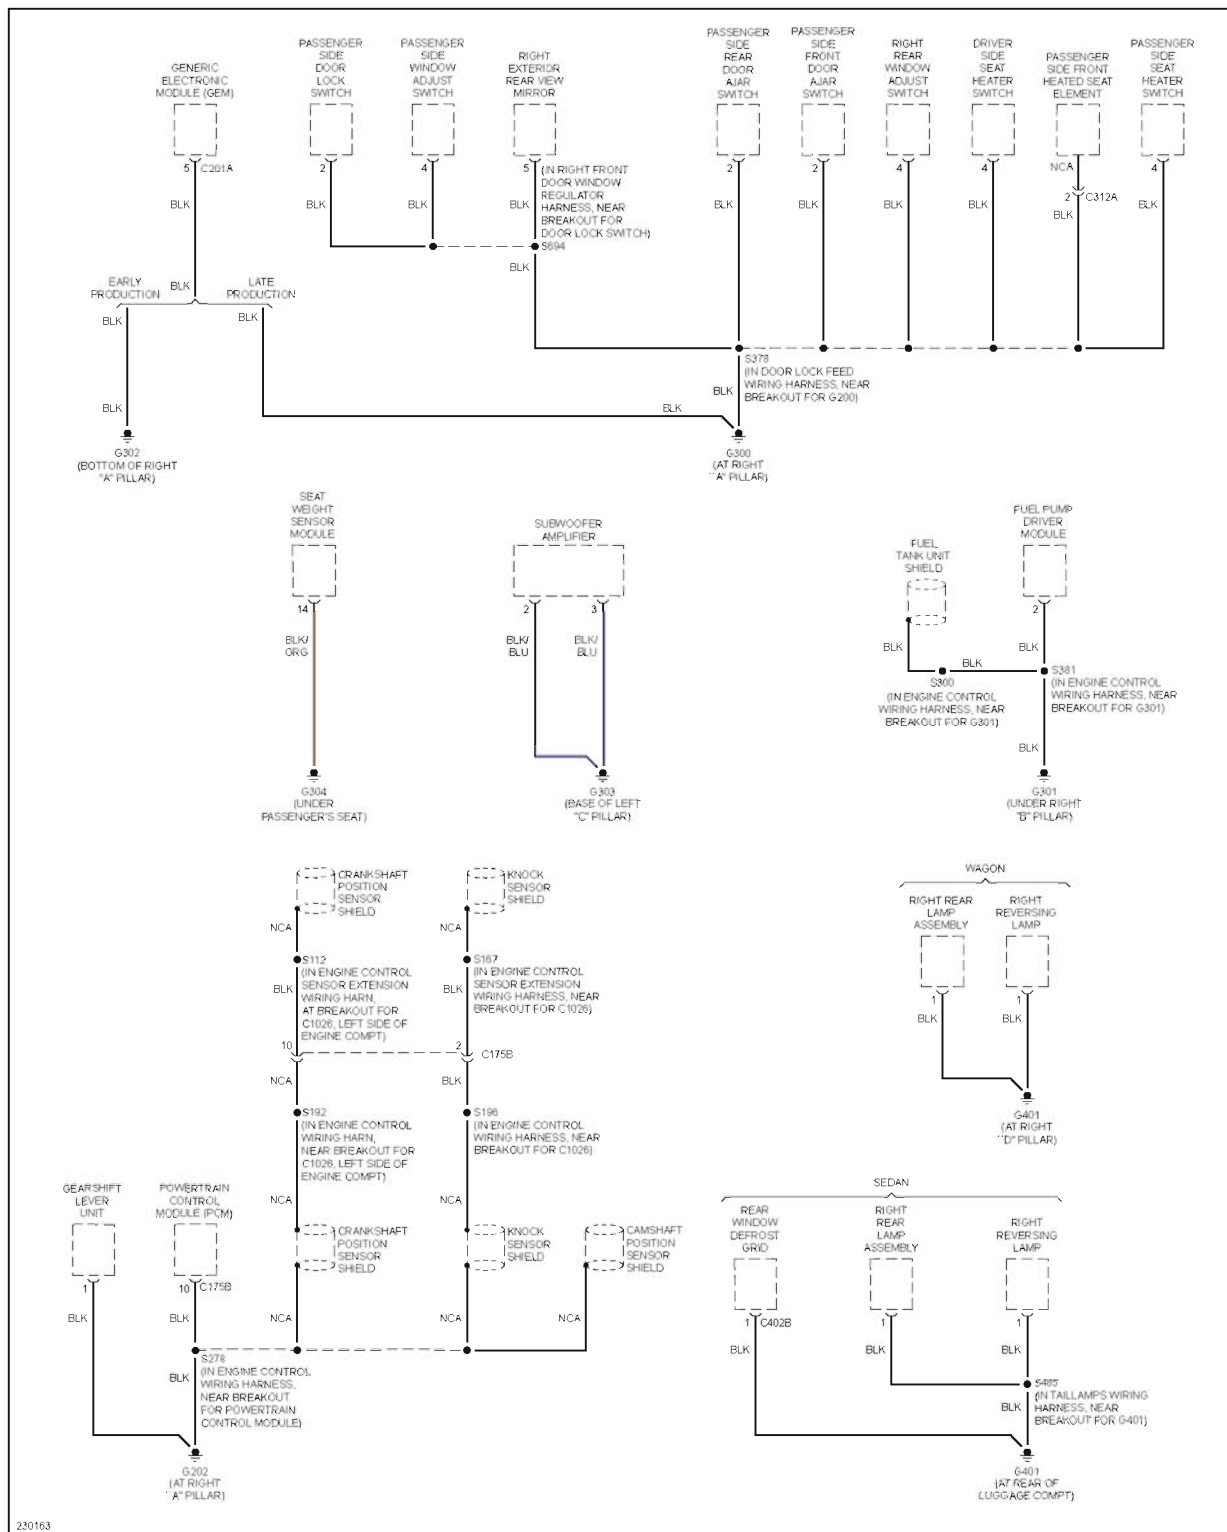 GENERIC
ELECTRONIC
MODULE (GEM)
PASSENGER
SIDE
DOOR
LOCK
SWITCH
PASSENGER
SIDE
WINDOW
ADJUST
SWITCH
RIGHT
EXTERIOR
REAR VIEW
MIRROR
PASSENGER
SIDE
REAR
DOOR
AJAR
SWITCH
PASSENGER
SIDE
FRONT
DOOR
AJAR
SWITCH
RIGHT
REAR
WINDOW
ADJUST
SWITCH
DRIVER
SIDE
SEAT
HEATER
SWITCH
PASSENGER
SIDE FRONT
HEATED SEAT
ELEMENT
PASSENGER
SIDE
SEAT
HEATER
SWITCH
5 C201A
2
4
5
2
2
4
4
NCA
4
2 C312A
(IN RIGHT FRONT
DOOR WINDOW
REGULATOR
HARNESS, NEAR
BREAKOUT FOR
DOOR LOCK SWITCH)
S694
BLK
BLK
BLK
BLK
BLK
BLK
BLK
BLK
BLK
BLK
BLK
EARLY
PRODUCTION
BLK
LATE
PRODUCTION
BLK
BLK
S378
(IN DOOR LOCK FEED
WIRING HARNESS, NEAR
BREAKOUT FOR G200)
BLK
BLK
BLK
G302
(BOTTOM OF RIGHT
"A" PILLAR)
G300
(AT RIGHT
"A" PILLAR)
SEAT
WEIGHT
SENSOR
MODULE
14
BLK/
ORG
G304
(UNDER
PASSENGER'S SEAT)
SUBWOOFER
AMPLIFIER
2
3
BLK/
BLU
BLK/
BLU
G303
(BASE OF LEFT
"C" PILLAR)
FUEL
TANK UNIT
SHIELD
FUEL PUMP
DRIVER
MODULE
2
BLK
BLK
BLK
S300
(IN ENGINE CONTROL
WIRING HARNESS, NEAR
BREAKOUT FOR G301)
S381
(IN ENGINE CONTROL
WIRING HARNESS, NEAR
BREAKOUT FOR G301)
BLK
G301
(UNDER RIGHT
"B" PILLAR)
CRANKSHAFT
POSITION
SENSOR
SHIELD
NCA
S112
(IN ENGINE CONTROL
SENSOR EXTENSION
WIRING HARN,
AT BREAKOUT FOR
C1026, LEFT SIDE OF
ENGINE COMPT)
BLK
KNOCK
SENSOR
SHIELD
NCA
S167
(IN ENGINE CONTROL
SENSOR EXTENSION
WIRING HARNESS, NEAR
BREAKOUT FOR C1026)
BLK
10
2
C175B
NCA
BLK
S192
(IN ENGINE CONTROL
WIRING HARN,
NEAR BREAKOUT FOR
C1026, LEFT SIDE OF
ENGINE COMPT)
S196
(IN ENGINE CONTROL
WIRING HARNESS, NEAR
BREAKOUT FOR C1026)
NCA
NCA
GEARSHIFT
LEVER
UNIT
POWERTRAIN
CONTROL
MODULE (PCM)
CRANKSHAFT
POSITION
SENSOR
SHIELD
KNOCK
SENSOR
SHIELD
CAMSHAFT
POSITION
SENSOR
SHIELD
1
10 C175B
BLK
BLK
NCA
NCA
NCA
S278
(IN ENGINE CONTROL
WIRING HARNESS,
NEAR BREAKOUT
FOR POWERTRAIN
CONTROL MODULE)
BLK
G202
(AT RIGHT
"A" PILLAR)
WAGON
RIGHT REAR
LAMP
ASSEMBLY
RIGHT
REVERSING
LAMP
1
1
BLK
BLK
G401
(AT RIGHT
"D" PILLAR)
SEDAN
REAR
WINDOW
DEFROST
GRID
RIGHT
REAR
LAMP
ASSEMBLY
RIGHT
REVERSING
LAMP
1 C402B
1
1
BLK
BLK
BLK
S485
(IN TAILLAMPS WIRING
HARNESS, NEAR
BREAKOUT FOR G401)
BLK
G401
(AT REAR OF
LUGGAGE COMPT)
230163